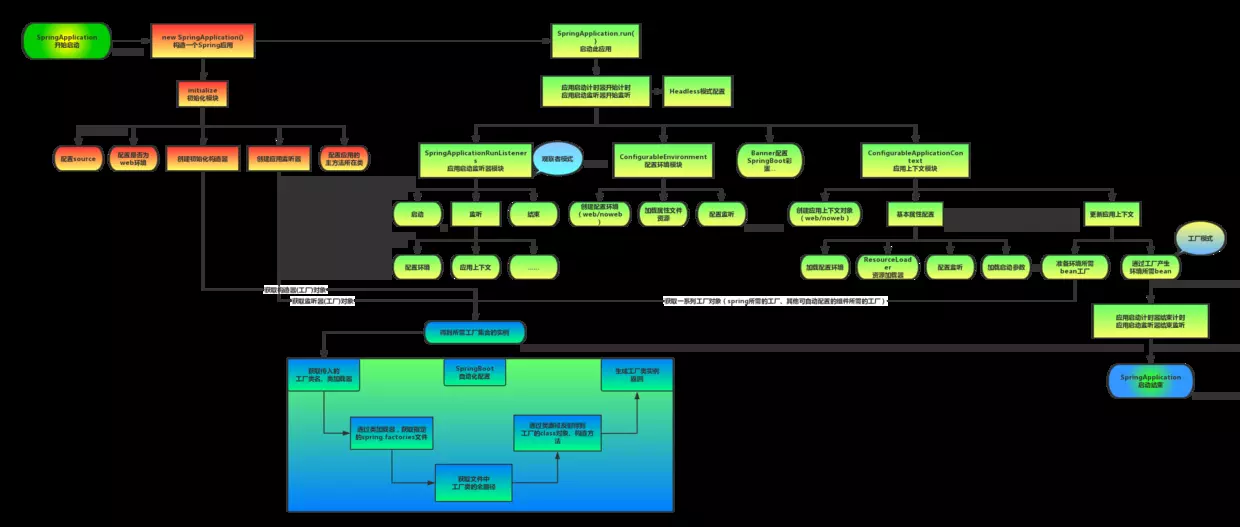 SpringApplication
开始启动
new SpringApplication()
构造一个Spring应用
SpringApplication.run(
)
启动此应用
initialize
初始化模块
应用启动计时器开始计时
应用启动监听器开始监听
Headless模式配置
配置source
配置是否为
web环境
创建初始化构造器
创建应用监听器
配置应用的
主方法所在类
SpringApplicationRunListener
s
应用启动监听器模块
ConfigurableEnvironment
配置环境模块
Banner配置
SpringBoot彩
ConfigurableApplicationCon
text
应用上下文模块
启动
监听
结束
创建配置环境
(web/noweb
)
加载属性文件
资源
配置监听
创建应用上下文对象
(web/noweb)
基本属性配置
更新应用上下文
工厂模式
配置环境
应用上下文
......
加载配置环境
ResourceLoa
der
资源加载器
配置监听
加载启动参数
准备环境所需
bean工厂
通过工厂产生
环境所需bean
获取构造器(工厂)对象
获取监听器(工厂)对象
获取一系列工厂对象(spring所需的工厂,其他可自动配置的组件所需的工厂)
应用启动计时器结束计时
应用启动监听器结束监听
得到所需工厂集合的实例
SpringApplication
启动结束
获取传入的
工厂类名、类加载器
SpringBoot
自动化配置
生成工厂类实例
返回
通过类加载器,获取指定
的spring.factories文件
工厂的class对象、构造方
法
获取文件中
工厂类的全路径